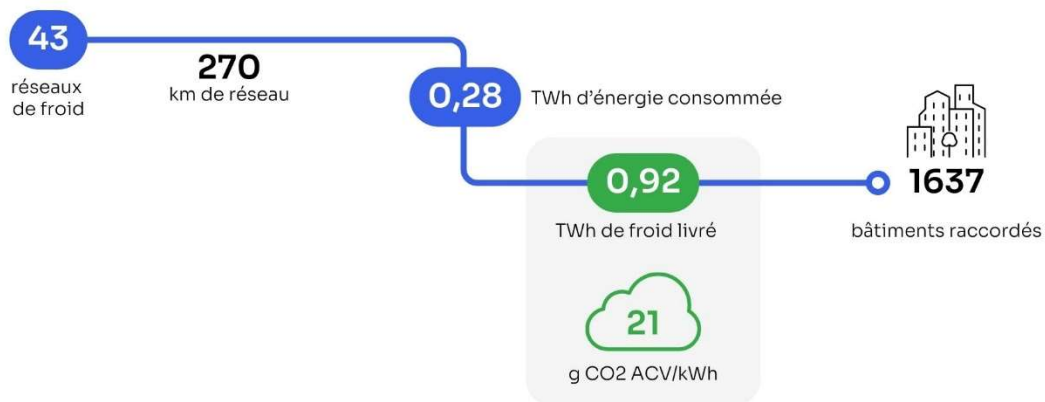 43
réseaux
de froid
270
km de réseau
0,28
TWh d'énergie consommée
0,92
TWh de froid livré
21
g CO2 ACV/kWh
1637
bâtiments raccordés